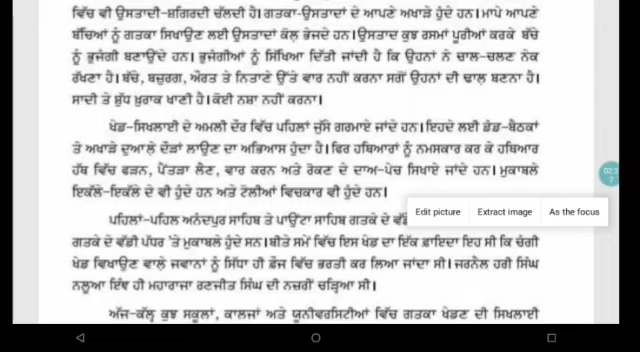 ਵਿੱਚ ਵੀ ਉਸਤਾਦੀ-ਸ਼ਗਿਰਦੀ ਚੱਲਦੀ ਹੈ। ਗਤਕਾ-ਉਸਤਾਦਾਂ ਦੇ ਆਪਣੇ ਅਖਾੜੇ ਹੁੰਦੇ ਹਨ। ਮਾਪੇ ਆਪਣੇ
ਬੱਚਿਆਂ ਨੂੰ ਗਤਕਾ ਸਿਖਾਉਣ ਲਈ ਉਸਤਾਦਾਂ ਕੋਲ਼ ਭੇਜਦੇ ਹਨ। ਉਸਤਾਦ ਕੁਝ ਰਸਮਾਂ ਪੂਰੀਆਂ ਕਰਕੇ ਬੱਚੇ
ਨੂੰ ਭੁਜੰਗੀ ਬਣਾਉਂਦੇ ਹਨ। ਭੁਜੰਗੀਆਂ ਨੂੰ ਸਿੱਖਿਆ ਦਿੱਤੀ ਜਾਂਦੀ ਹੈ ਕਿ ਉਹਨਾਂ ਨੇ ਚਾਲ-ਚਲਣ ਨੇਕ
ਰੱਖਣਾ ਹੈ। ਬੱਚੇ, ਬਜ਼ੁਰਗ, ਔਰਤ ਤੇ ਨਿਤਾਣੇ ਉੱਤੇ ਵਾਰ ਨਹੀਂ ਕਰਨਾ ਸਗੋਂ ਉਹਨਾਂ ਦੀ ਢਾਲ਼ ਬਣਨਾ ਹੈ।
ਸਾਦੀ ਤੇ ਸ਼ੁੱਧ ਖ਼ੁਰਾਕ ਖਾਣੀ ਹੈ। ਕੋਈ ਨਸ਼ਾ ਨਹੀਂ ਕਰਨਾ।
ਖੇਡ-ਸਿਖਲਾਈ ਦੇ ਅਮਲੀ ਦੌਰ ਵਿੱਚ ਪਹਿਲਾਂ ਜੁੱਸੇ ਗਰਮਾਏ ਜਾਂਦੇ ਹਨ। ਇਹਦੇ ਲਈ ਡੰਡ-ਬੈਠਕਾਂ
ਤੇ ਅਖਾੜੇ ਦੁਆਲ਼ੇ ਦੌੜਾਂ ਲਾਉਣ ਦਾ ਅਭਿਆਸ ਹੁੰਦਾ ਹੈ। ਫਿਰ ਹਥਿਆਰਾਂ ਨੂੰ ਨਮਸਕਾਰ ਕਰ ਕੇ ਹਥਿਆਰ
ਹੱਥ ਵਿੱਚ ਫੜਨ, ਪੈਂਤੜਾ ਲੈਣ, ਵਾਰ ਕਰਨ ਅਤੇ ਰੋਕਣ ਦੇ ਦਾਅ-ਪੇਚ ਸਿਖਾਏ ਜਾਂਦੇ ਹਨ। ਮੁਕਾਬਲੇ
ਇਕੱਲੇ-ਇਕੱਲੇ ਦੇ ਵੀ ਹੁੰਦੇ ਹਨ ਅਤੇ ਟੋਲੀਆਂ ਵਿਚਕਾਰ ਵੀ ਹੁੰਦੇ ਹਨ।
ਪਹਿਲਾਂ-ਪਹਿਲ ਅਨੰਦਪੁਰ ਸਾਹਿਬ ਤੇ ਪਾਉਂਟਾ ਸਾਹਿਬ ਗਤਕੇ ਦੇ
Edit picture Extract image As the focus
ਗਤਕੇ ਦੇ ਵੱਡੀ ਪੱਧਰ 'ਤੇ ਮੁਕਾਬਲੇ ਹੁੰਦੇ ਸਨ। ਬੀਤੇ ਸਮੇਂ ਵਿੱਚ ਇਸ ਖੇਡ ਦਾ ਇੱਕ ਫ਼ਾਇਦਾ ਇਹ ਸੀ ਕਿ ਚੰਗੀ
ਖੇਡ ਵਿਖਾਉਣ ਵਾਲ਼ੇ ਜਵਾਨਾਂ ਨੂੰ ਸਿੱਧਾ ਹੀ ਫ਼ੌਜ ਵਿੱਚ ਭਰਤੀ ਕਰ ਲਿਆ ਜਾਂਦਾ ਸੀ। ਜਰਨੈਲ ਹਰੀ ਸਿੰਘ
ਨਲੂਆ ਇੰਞ ਹੀ ਮਹਾਰਾਜਾ ਰਣਜੀਤ ਸਿੰਘ ਦੀ ਨਜ਼ਰੀਂ ਚੜ੍ਹਿਆ ਸੀ।
ਅੱਜ-ਕੱਲ੍ਹ ਕੁਝ ਸਕੂਲਾਂ, ਕਾਲਜਾਂ ਅਤੇ ਯੂਨੀਵਰਸਿਟੀਆਂ ਵਿੱਚ ਗਤਕਾ ਖੇਡਣ ਦੀ ਸਿਖਲਾਈ